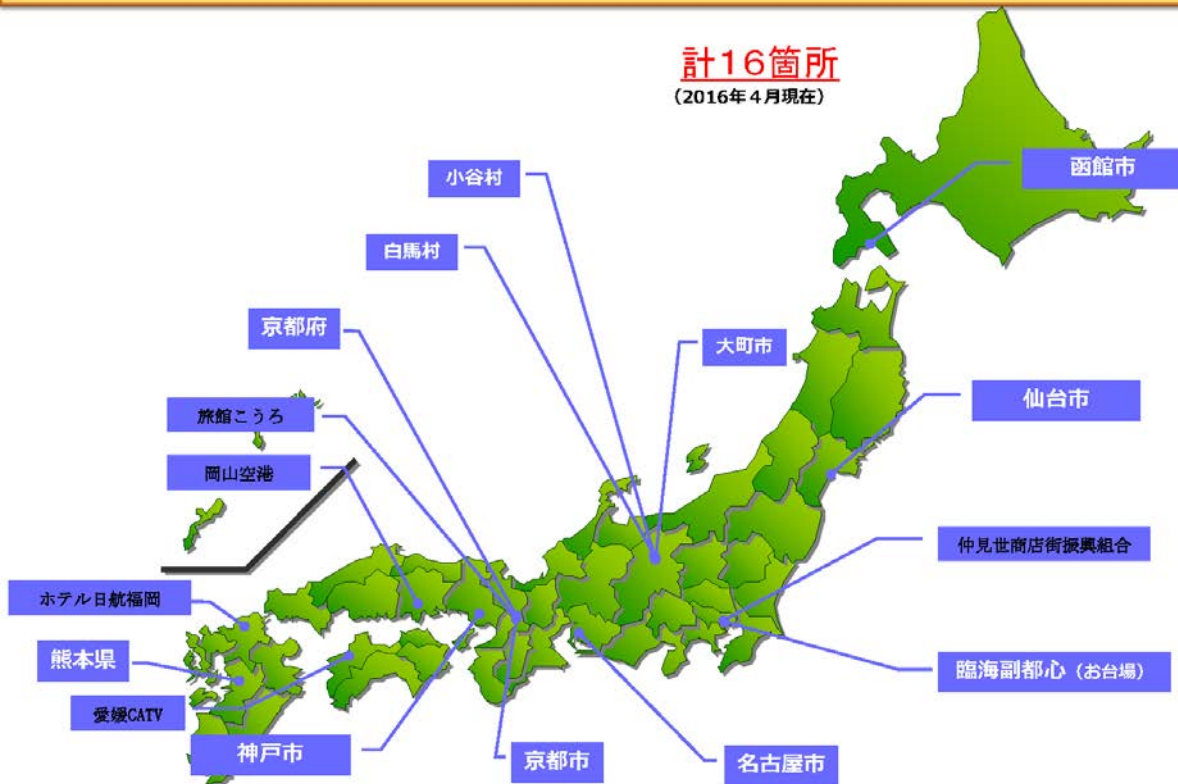 計１６箇所
（2016年４月現在）
函館市
小谷村
白馬村
京都府
大町市
仙台市
旅館こうろ
岡山空港
仲見世商店街振興組合
ホテル日航福岡
熊本県
臨海副都心（お台場）
愛媛CATV
神戸市
京都市
名古屋市